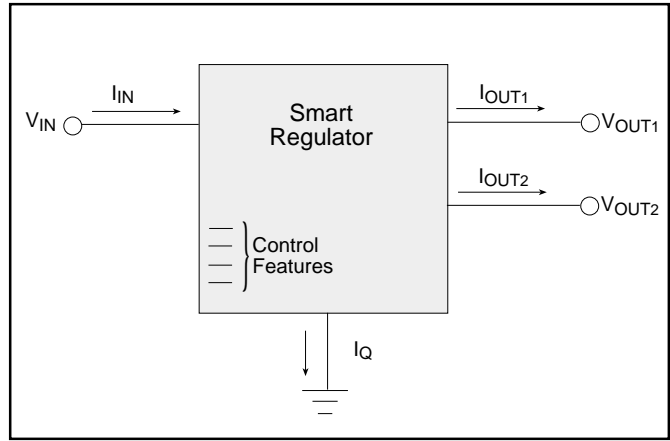 Smart
Regulator
I_IN
V_IN
I_OUT1
V_OUT1
I_OUT2
V_OUT2
Control
Features
I_Q